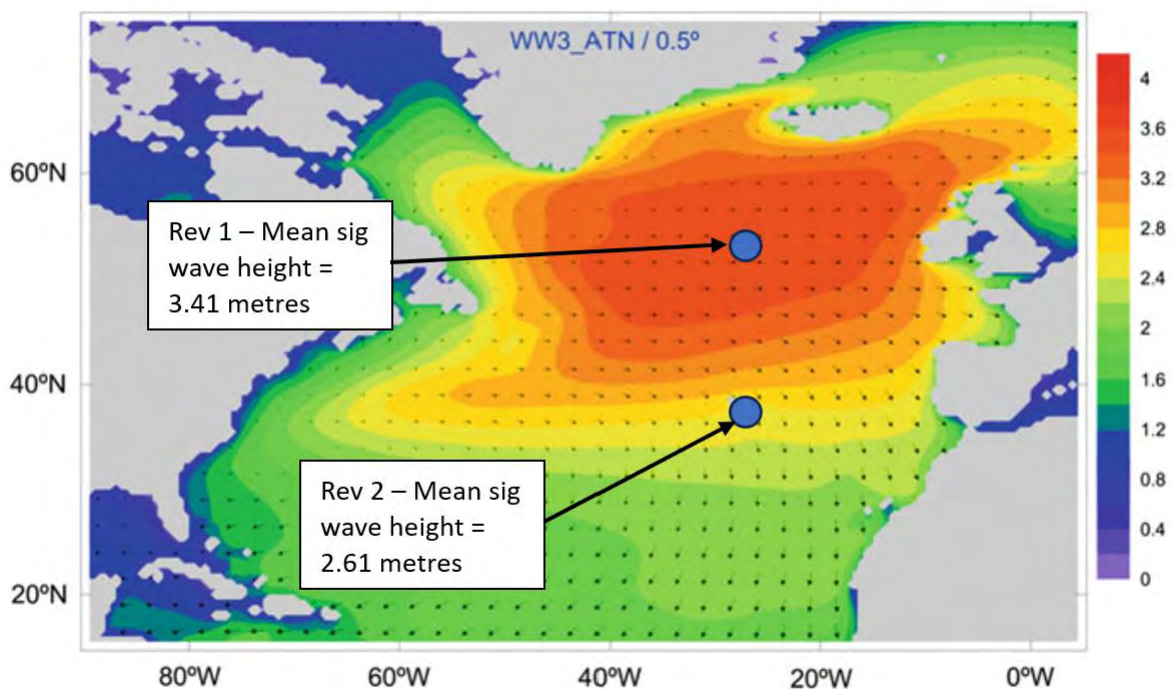 WW3_ATN / 0.5º
4
3.6
3.2
2.8
2.4
2
1.6
1.2
0.8
0.4
0
60ºN
40ºN
20ºN
Rev 1 – Mean sig
wave height =
3.41 metres
Rev 2 – Mean sig
wave height =
2.61 metres
80ºW
60ºW
40ºW
20ºW
0ºW